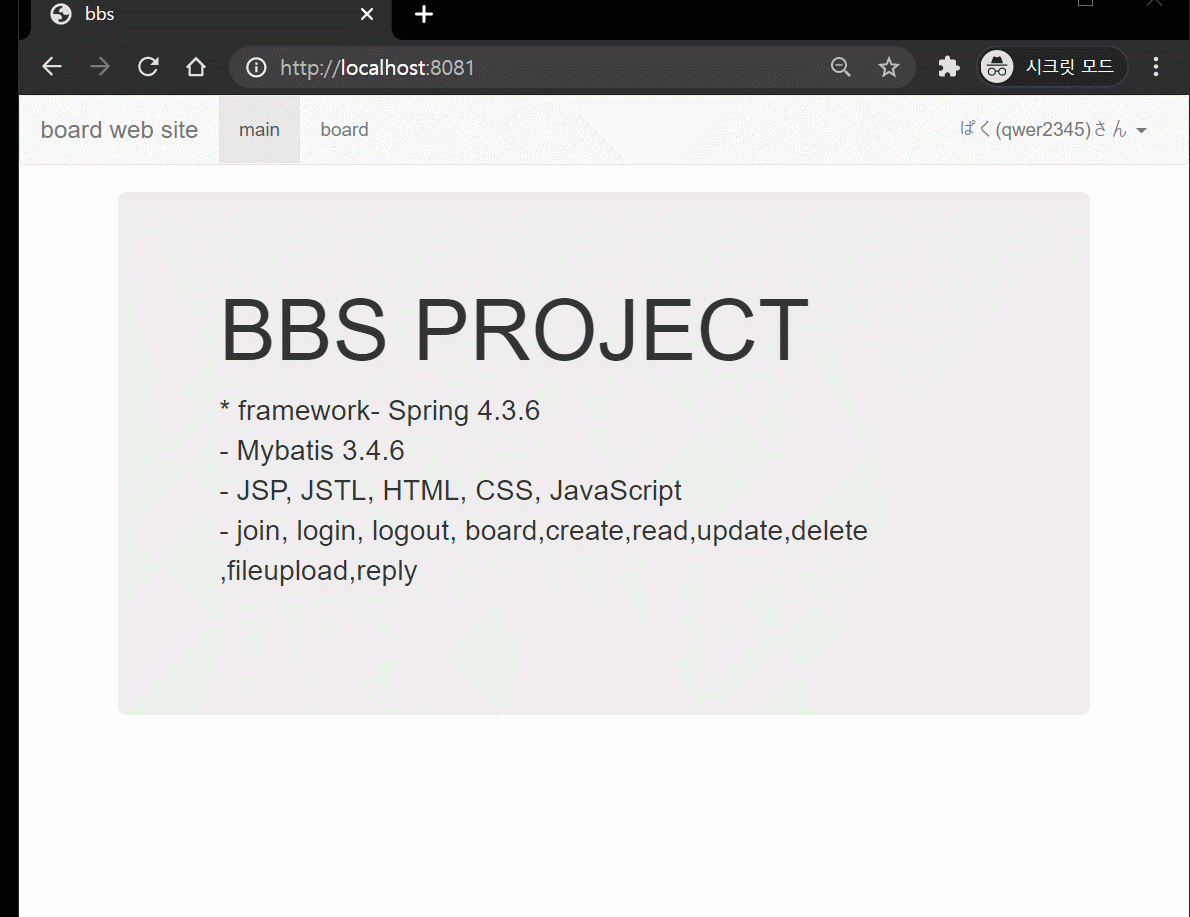 bbs
http://localhost:8081
시크릿 모드
board web site main board ぱく(qwer2345)さん
BBS PROJECT
* framework- Spring 4.3.6
- Mybatis 3.4.6
- JSP, JSTL, HTML, CSS, JavaScript
- join, login, logout, board,create,read,update,delete
,fileupload,reply